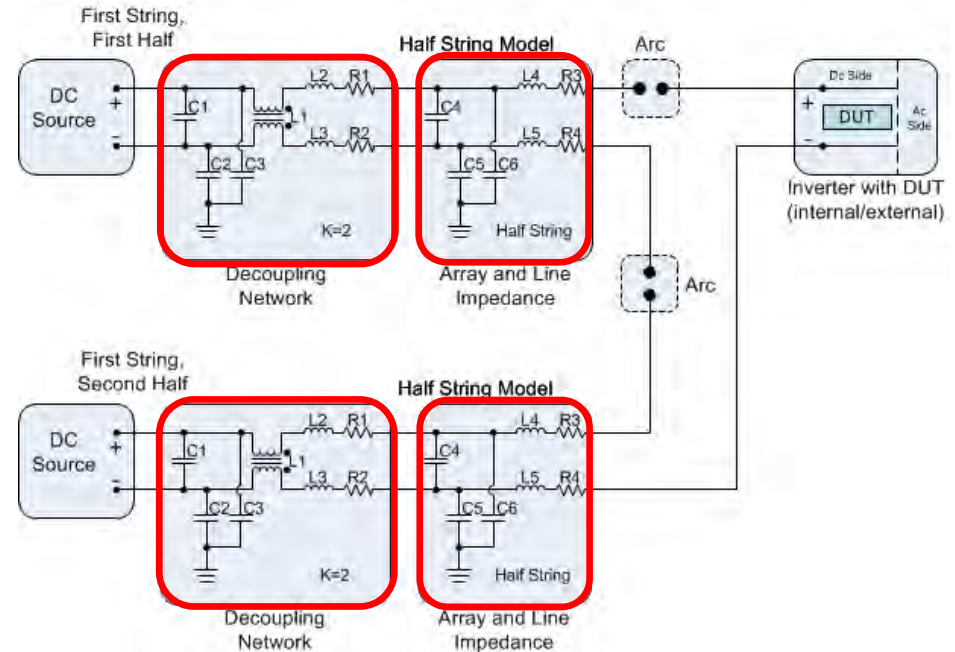 First String,
First Half
DC
Source
+
-
C1
L2
R1
L1
L3
R2
C2
C3
K=2
Decoupling
Network
Half String Model
C4
L4
R3
L5
R4
C5
C6
Half String
Array and Line
Impedance
Arc
Dc Side
+
DUT
-
Ac
Side
Inverter with DUT
(internal/external)
Arc
First String,
Second Half
DC
Source
+
-
C1
L2
R1
L1
L3
R2
C2
C3
K=2
Decoupling
Network
Half String Model
C4
L4
R3
L5
R4
C5
C6
Half String
Array and Line
Impedance